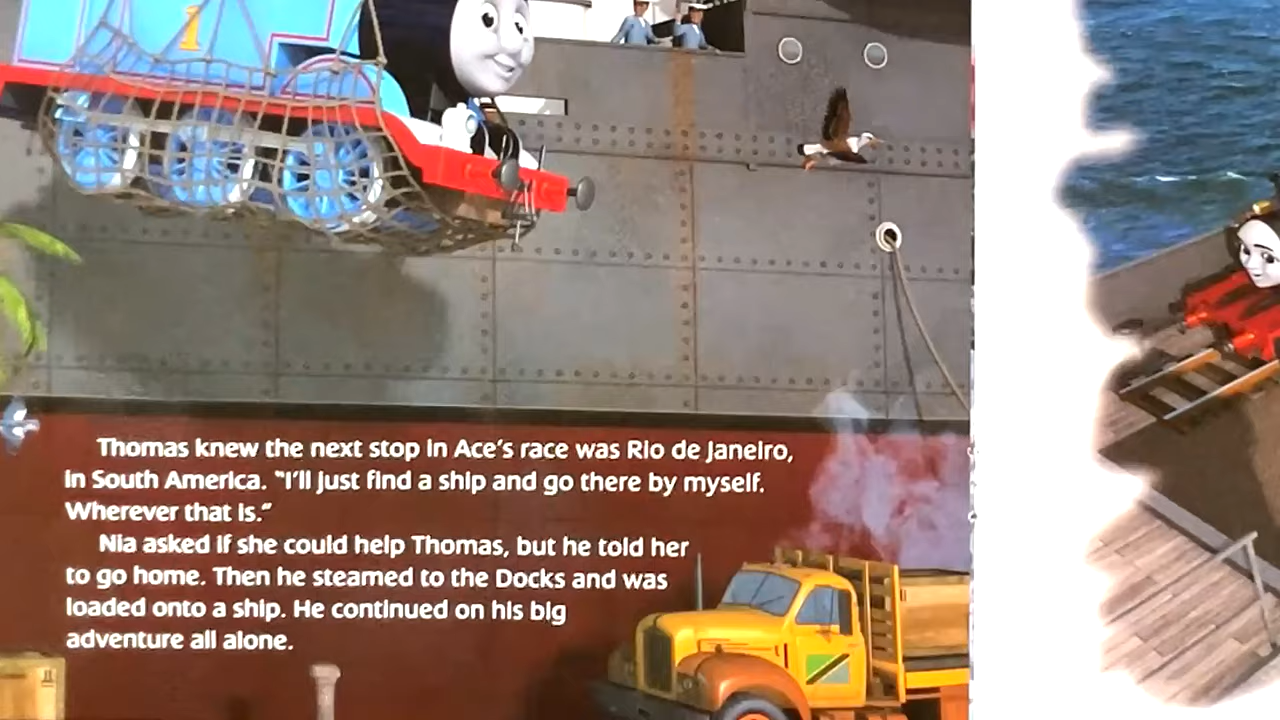 1
Thomas knew the next stop in Ace's race was Rio de Janeiro,
in South America. "I'll just find a ship and go there by myself.
Wherever that is."
Nia asked if she could help Thomas, but he told her
to go home. Then he steamed to the Docks and was
loaded onto a ship. He continued on his big
adventure all alone.